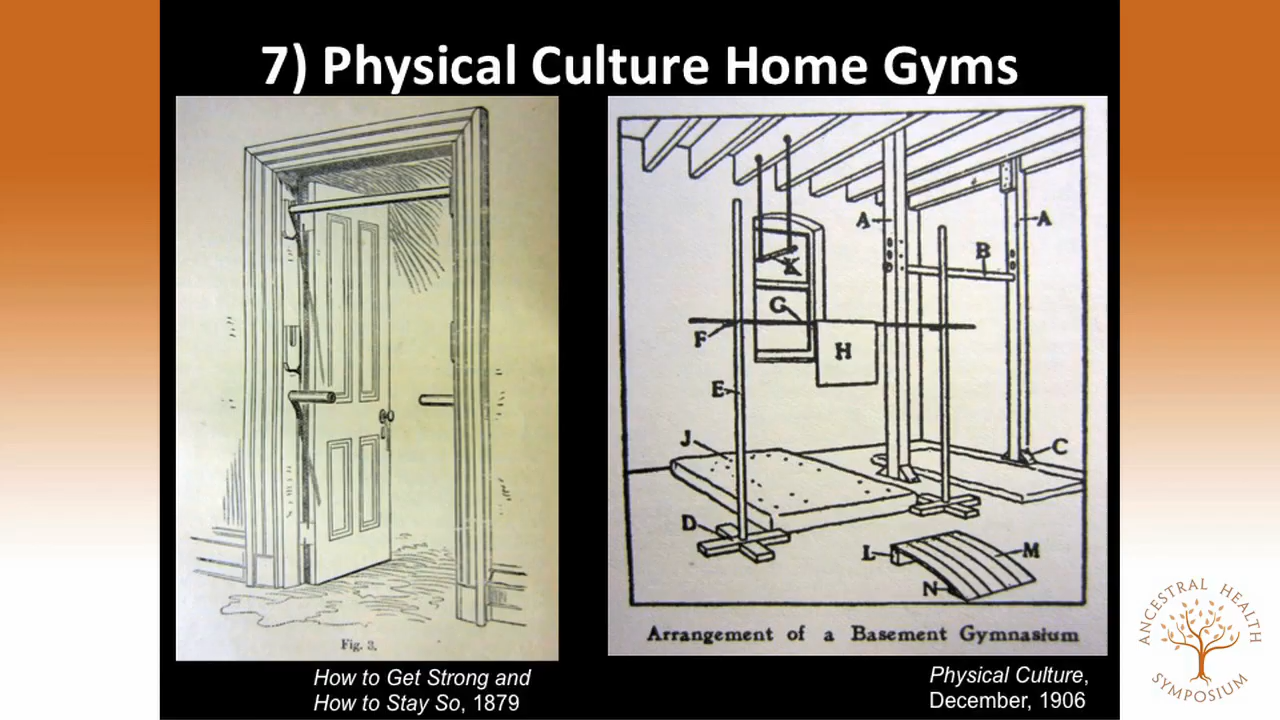 7) Physical Culture Home Gyms
Fig. 3.
How to Get Strong and
How to Stay So, 1879
A
A
B
X
G
F
H
E
J
C
D
L
M
N
Arrangement of a Basement Gymnasium
Physical Culture,
December, 1906
ANCESTRAL HEALTH
SYMPOSIUM